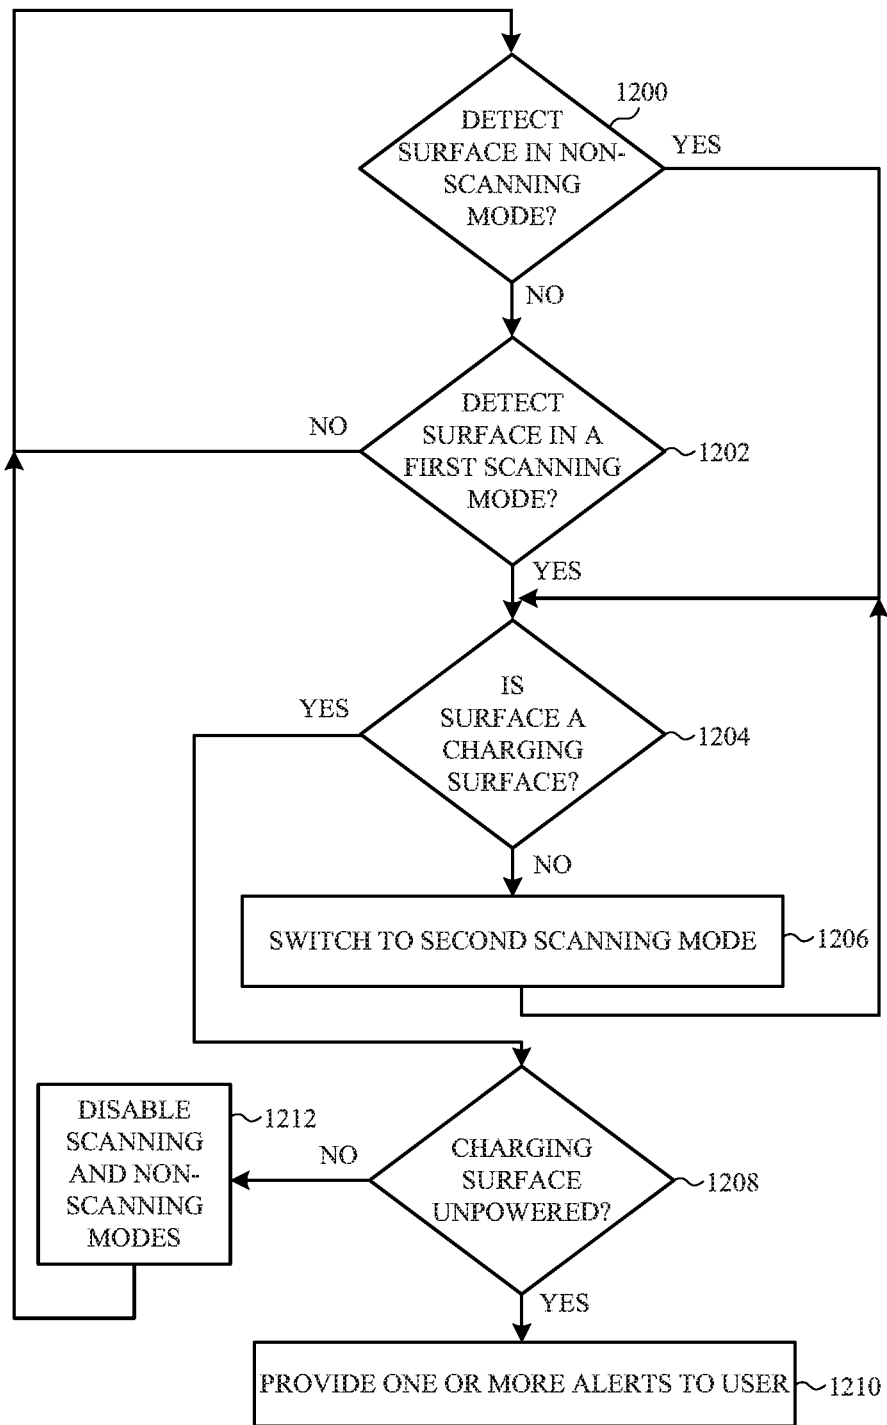 1200
DETECT
SURFACE IN NON-
SCANNING
MODE?
YES
NO
DETECT
SURFACE IN A
FIRST SCANNING
MODE?
NO
1202
YES
IS
SURFACE A
CHARGING
SURFACE?
YES
1204
NO
SWITCH TO SECOND SCANNING MODE
1206
DISABLE
SCANNING
AND NON-
SCANNING
MODES
1212
NO
CHARGING
SURFACE
UNPOWERED?
1208
YES
PROVIDE ONE OR MORE ALERTS TO USER
1210